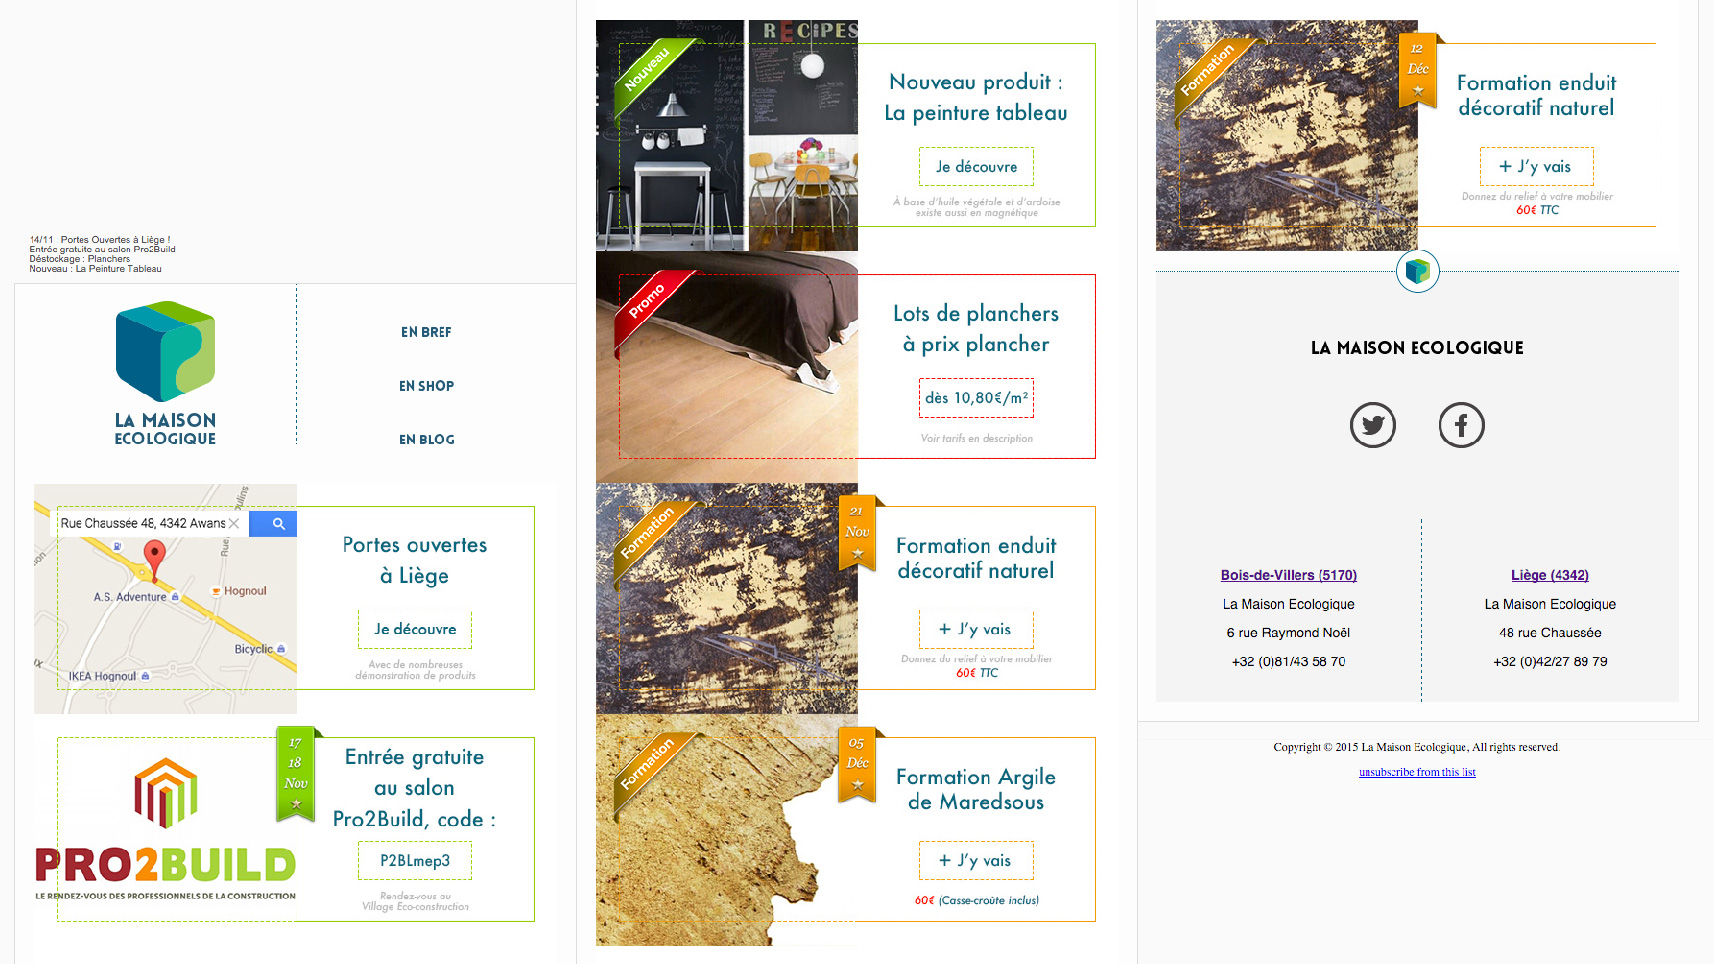 14/11 Portes Ouvertes à Liège !
Entrée gratuite au salon Pro2Build
Déstockage : Planchers
Nouveau : La Peinture Tableau
LA MAISON
ECOLOGIQUE
EN BREF
EN SHOP
EN BLOG
Rue Chaussée 48, 4342 Awans
A.S. Adventure
Hognoul
Bicyclic
IKEA Hognoul
Portes ouvertes
à Liège
Je découvre
Avec de nombreuses
démonstration de produits
PRO2BUILD
LE RENDEZ-VOUS DES PROFESSIONNELS DE LA CONSTRUCTION
17
18
Nov
Entrée gratuite
au salon
Pro2Build, code :
P2BLmep3
Rendez-vous au
Village Eco-construction
Nouveau
RECiPES
Nouveau produit :
La peinture tableau
Je découvre
À base d'huile végétale et d'ardoise
existe aussi en magnétique
Promo
Lots de planchers
à prix plancher
dès 10,80€/m²
Voir tarifs en description
Formation
21
Nov
Formation enduit
décoratif naturel
+ J'y vais
Donnez du relief à votre mobilier
60€ TTC
Formation
05
Déc
Formation Argile
de Maredsous
+ J'y vais
60€ (Casse-croûte inclus)
Formation
12
Déc
Formation enduit
décoratif naturel
+ J'y vais
Donnez du relief à votre mobilier
60€ TTC
LA MAISON ECOLOGIQUE
Bois-de-Villers (5170)
La Maison Ecologique
6 rue Raymond Noël
+32 (0)81/43 58 70
Liège (4342)
La Maison Ecologique
48 rue Chaussée
+32 (0)42/27 89 79
Copyright © 2015 La Maison Ecologique, All rights reserved.
unsubscribe from this list